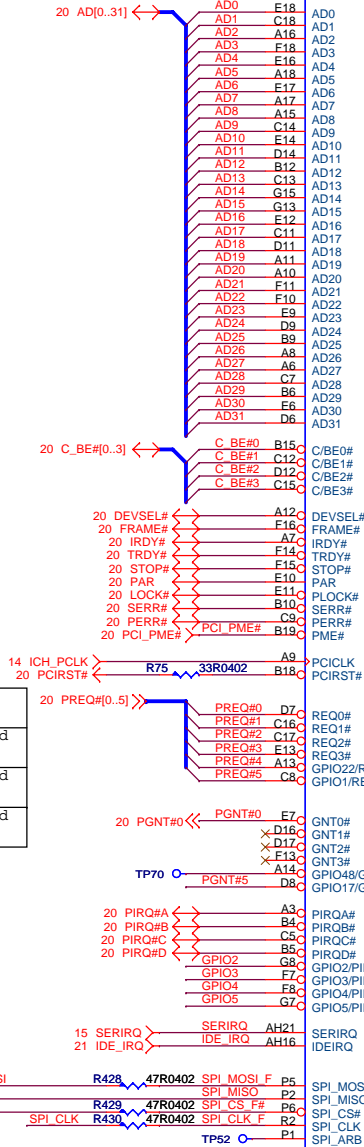 20 AD[0..31]
AD0 E18 AD0
AD1 C18 AD1
AD2 A16 AD2
AD3 F18 AD3
AD4 E16 AD4
AD5 A18 AD5
AD6 E17 AD6
AD7 A17 AD7
AD8 A15 AD8
AD9 C14 AD9
AD10 E14 AD10
AD11 D14 AD11
AD12 B12 AD12
AD13 C13 AD13
AD14 G15 AD14
AD15 G13 AD15
AD16 E12 AD16
AD17 C11 AD17
AD18 D11 AD18
AD19 A11 AD19
AD20 A10 AD20
AD21 F11 AD21
AD22 F10 AD22
AD23 E9 AD23
AD24 D9 AD24
AD25 B9 AD25
AD26 A8 AD26
AD27 A6 AD27
AD28 C7 AD28
AD29 B6 AD29
AD30 E6 AD30
AD31 D6 AD31
20 C_BE#[0..3] C_BE#0 B15 C/BE0#
C_BE#1 C12 C/BE1#
C_BE#2 D12 C/BE2#
C_BE#3 C15 C/BE3#
20 DEVSEL# A12 DEVSEL#
20 FRAME# F16 FRAME#
20 IRDY# A7 IRDY#
20 TRDY# F14 TRDY#
20 STOP# F15 STOP#
20 PAR E10 PAR
20 LOCK# E11 PLOCK#
20 SERR# B10 SERR#
20 PERR# C9 PERR#
20 PCI_PME# PCI_PME# B19 PME#
14 ICH_PCLK A9 PCICLK
20 PCIRST# R75 33R0402 B18 PCIRST#
20 PREQ#[0..5]
PREQ#0 D7 REQ0#
PREQ#1 C16 REQ1#
PREQ#2 C17 REQ2#
PREQ#3 E13 REQ3#
PREQ#4 A13 GPIO22/R
PREQ#5 C8 GPIO1/RE
d
d
d
20 PGNT#0 PGNT#0 E7 GNT0#
D16 GNT1#
D17 GNT2#
F13 GNT3#
TP70 A14 GPIO48/G
PGNT#5 D8 GPIO17/G
20 PIRQ#A A3 PIRQA#
20 PIRQ#B B4 PIRQB#
20 PIRQ#C C5 PIRQC#
20 PIRQ#D B5 PIRQD#
GPIO2 G8 GPIO2/PI
GPIO3 F7 GPIO3/PI
GPIO4 F8 GPIO4/PI
GPIO5 G7 GPIO5/PI
15 SERIRQ SERIRQ AH21 SERIRQ
21 IDE_IRQ IDE_IRQ AH16 IDEIRQ
SI R428 47R0402 SPI_MOSI_F P5 SPI_MOS
SPI_MISO P2 SPI_MISO
R429 47R0402 SPI_CS_F# P6 SPI_CS#
SPI_CLK R430 47R0402 SPI_CLK_F R2 SPI_CLK
TP52 P1 SPI_ARB